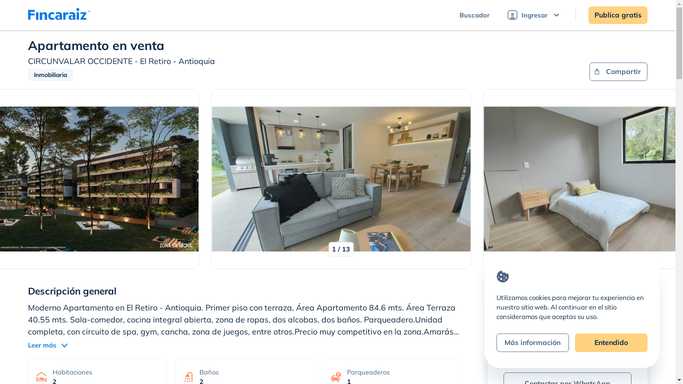 Fincaraiz
Buscador
Ingresar
Publica gratis
Apartamento en venta
CIRCUNVALAR OCCIDENTE - El Retiro - Antioquia
Inmobiliaria
Compartir
1 / 13
Descripción general
Moderno Apartamento en El Retiro - Antioquia. Primer piso con terraza, Área Apartamento 84.6 mts. Área Terraza
40.55 mts. Sala-comedor, cocina integral abierta, zona de ropas, dos alcobas, dos baños. Parqueadero.Unidad
completa, con circuito de spa, gym, cancha, zona de juegos, entre otros.Precio muy competitivo en la zona.Amarás...
Leer más
Habitaciones
2
Baños
2
Parqueaderos
1
Utilizamos cookies para mejorar tu experiencia en
nuestro sitio web. Al continuar en el sitio
consideramos que aceptas su uso.
Más información
Entendido
Contactar por WhatsApp